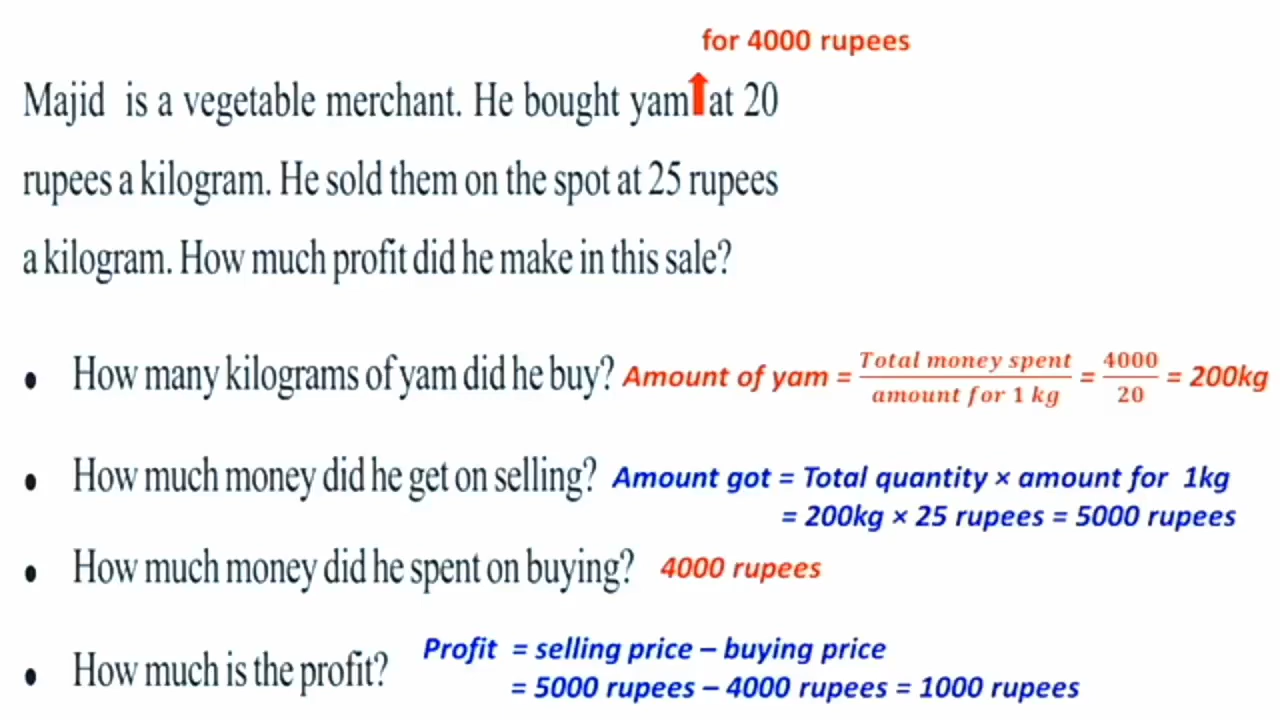 for 4000 rupees
Majid is a vegetable merchant. He bought yam at 20
rupees a kilogram. He sold them on the spot at 25 rupees
a kilogram. How much profit did he make in this sale?
• How many kilograms of yam did he buy? Amount of yam = Total money spent / amount for 1 kg = 4000 / 20 = 200kg
• How much money did he get on selling? Amount got = Total quantity × amount for 1kg
= 200kg × 25 rupees = 5000 rupees
• How much money did he spent on buying? 4000 rupees
• How much is the profit? Profit = selling price – buying price
= 5000 rupees – 4000 rupees = 1000 rupees